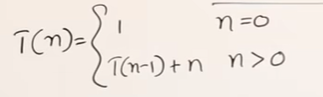 T(n)= { 1 n=0
T(n-1)+n n>0